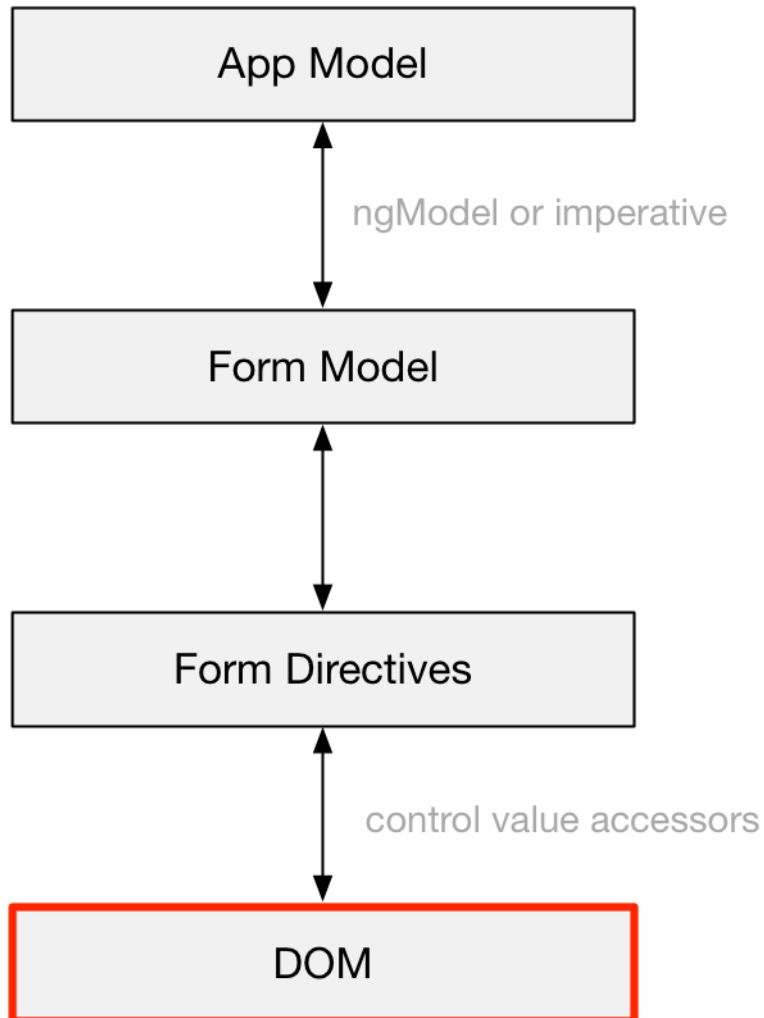 App Model
ngModel or imperative
Form Model
Form Directives
control value accessors
DOM